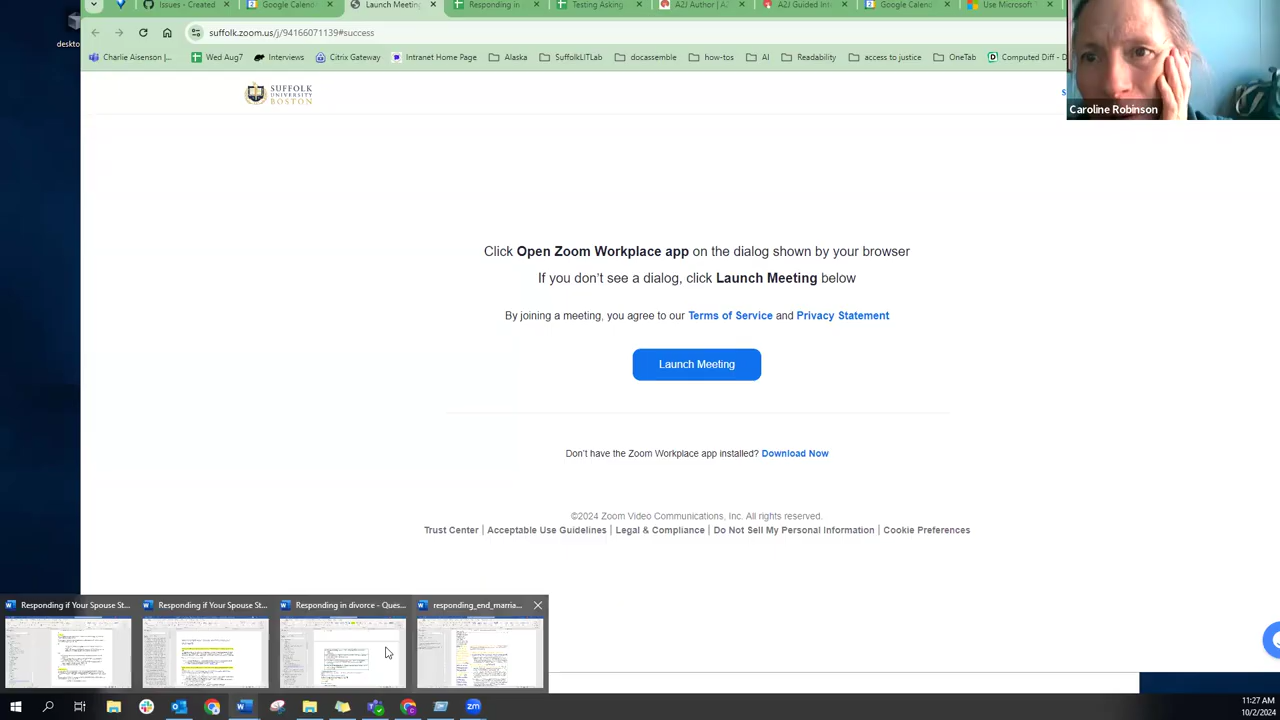 Issues - Created
Google Calend
Launch Meeting
Responding in
Testing Asking
A2J Author | A
A2J Guided Int
Google Calend
Use Microsoft
suffolk.zoom.us/j/94166071139#success
Charlie Aisenson |...
Wed Aug7
Interviews
Citrix Gateway
Intranet Home Page
Alaska
SuffolkLITLab
docassemble
how-tos
AI
Readability
access to justice
OneTab
Computed Diff - D
deskto
SUFFOLK
UNIVERSITY
BOSTON
Caroline Robinson
Click Open Zoom Workplace app on the dialog shown by your browser
If you don't see a dialog, click Launch Meeting below
By joining a meeting, you agree to our Terms of Service and Privacy Statement
Launch Meeting
Don't have the Zoom Workplace app installed? Download Now
©2024 Zoom Video Communications, Inc. All rights reserved.
Trust Center | Acceptable Use Guidelines | Legal & Compliance | Do Not Sell My Personal Information | Cookie Preferences
Responding if Your Spouse St...
Responding if Your Spouse St...
Responding in divorce - Ques...
responding_end_marria...
11:27 AM
10/2/2024